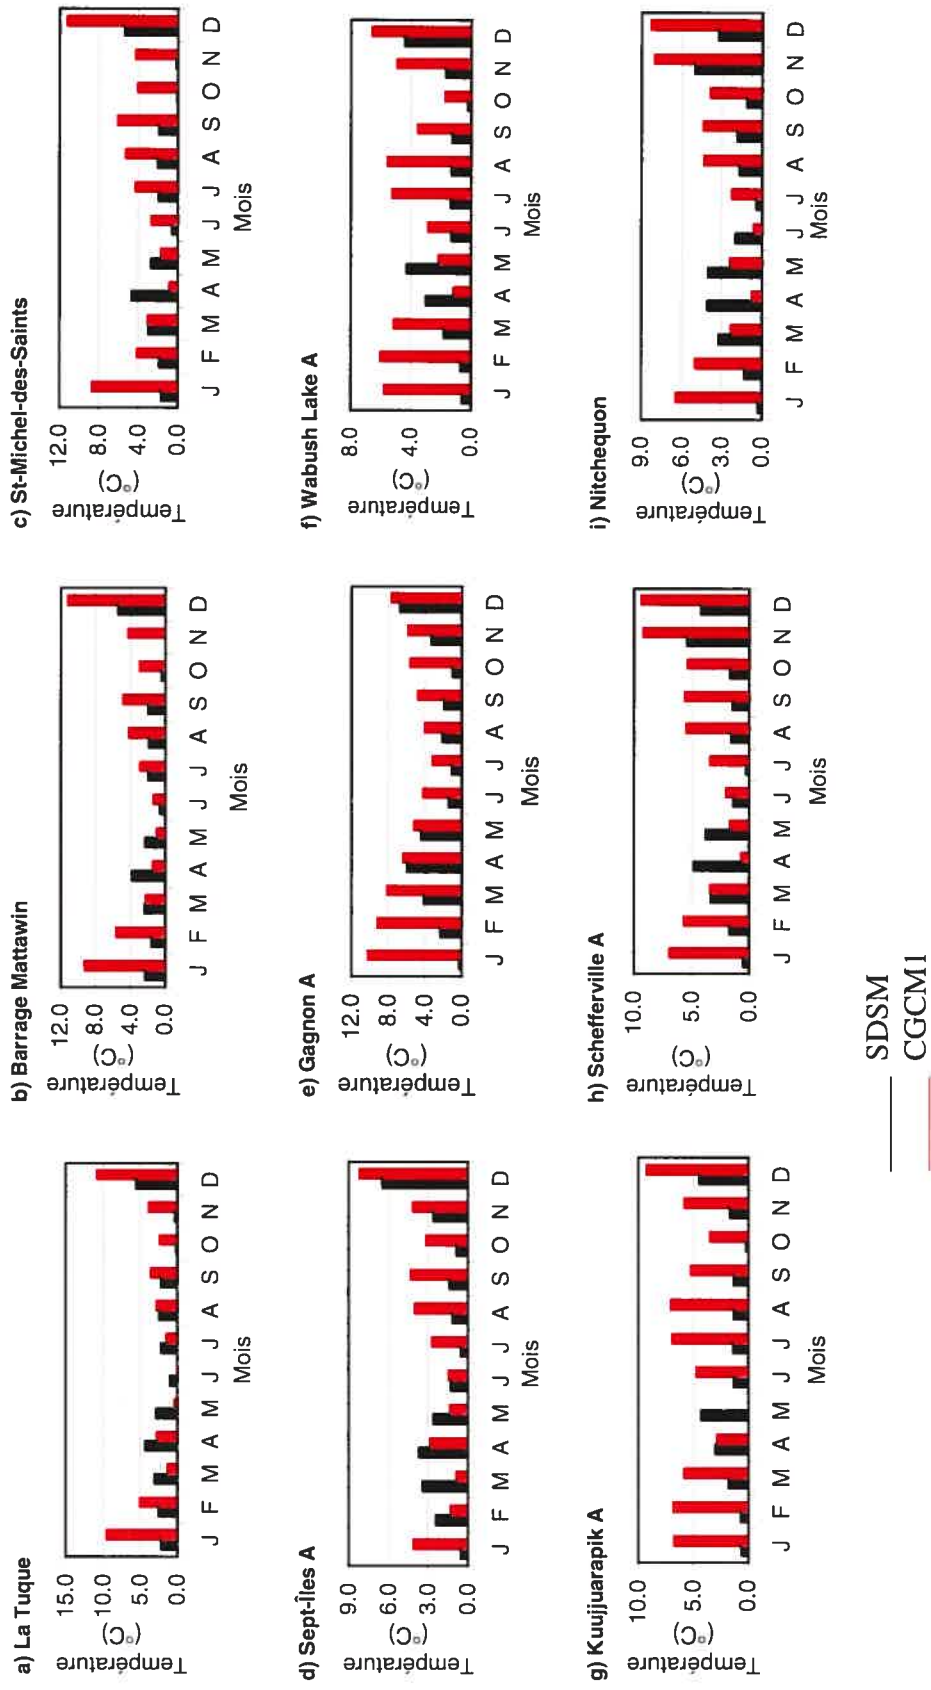 a) La Tuque
Température
(°C)
15.0
10.0
5.0
0.0
J F M A M J J A S O N D
Mois
b) Barrage Mattawin
Température
(°C)
12.0
8.0
4.0
0.0
J F M A M J J A S O N D
Mois
c) St-Michel-des-Saints
Température
(°C)
12.0
8.0
4.0
0.0
J F M A M J J A S O N D
Mois
d) Sept-Îles A
Température
(°C)
9.0
6.0
3.0
0.0
J F M A M J J A S O N D
Mois
e) Gagnon A
Température
(°C)
12.0
8.0
4.0
0.0
J F M A M J J A S O N D
Mois
f) Wabush Lake A
Température
(°C)
8.0
4.0
0.0
J F M A M J J A S O N D
Mois
g) Kuujjuarapik A
Température
(°C)
10.0
5.0
0.0
J F M A M J J A S O N D
Mois
h) Schefferville A
Température
(°C)
10.0
5.0
0.0
J F M A M J J A S O N D
Mois
i) Nitchequon
Température
(°C)
9.0
6.0
3.0
0.0
J F M A M J J A S O N D
Mois
SDSM
CGCM1